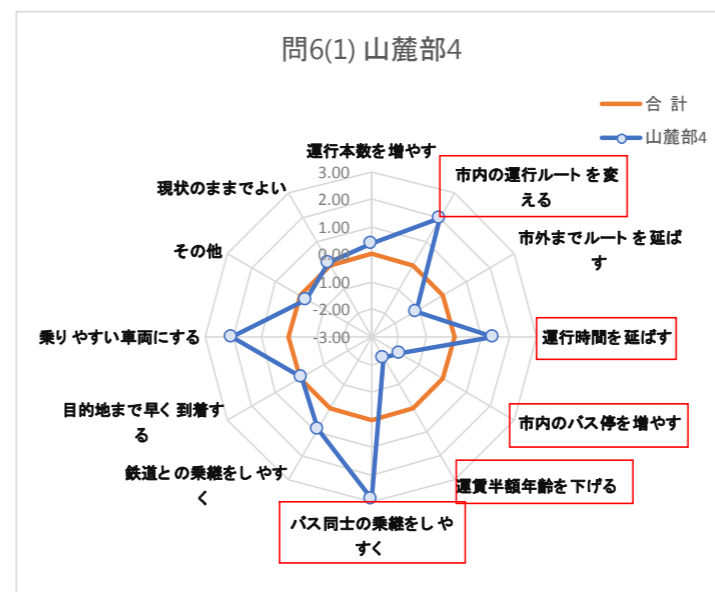 問6(1) 山麓部4
合 計
山麓部4
運行本数を増やす
市内の運行ルートを変
える
市外までルートを延ば
す
運行時間を延ばす
市内のバス停を増やす
運賃半額年齢を下げる
バス同士の乗継をしや
すく
鉄道との乗継をしやす
く
目的地まで早く到着す
る
乗りやすい車両にする
その他
現状のままでよい
3.00
2.00
1.00
0.00
-1.00
-2.00
-3.00